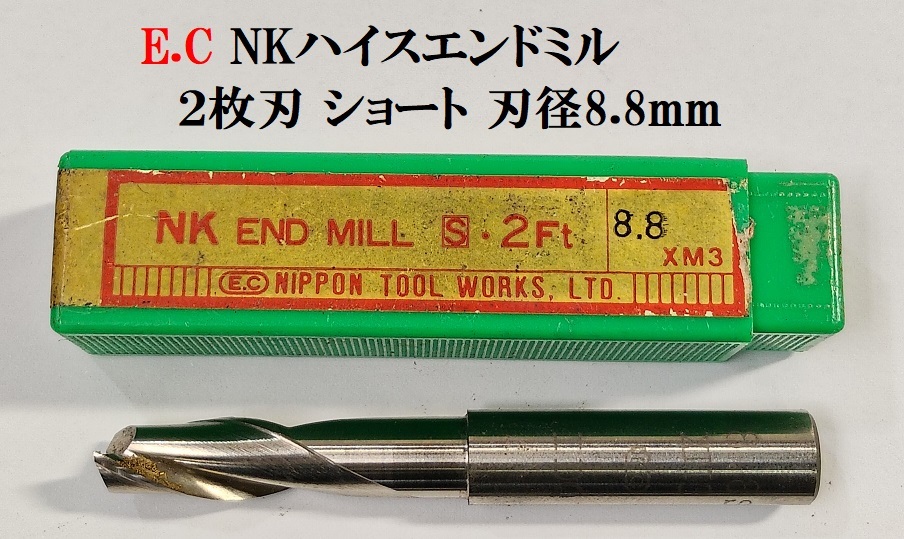 E.C NKハイスエンドミル
2枚刃 ショート 刃径8.8mm
NK END MILL S・2Ft 8.8
XM3
E.C NIPPON TOOL WORKS, LTD.